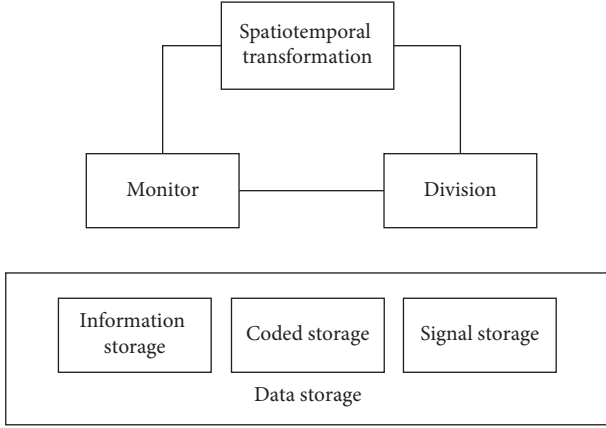 Spatiotemporal
transformation
Monitor
Division
Information
storage
Coded storage
Signal storage
Data storage